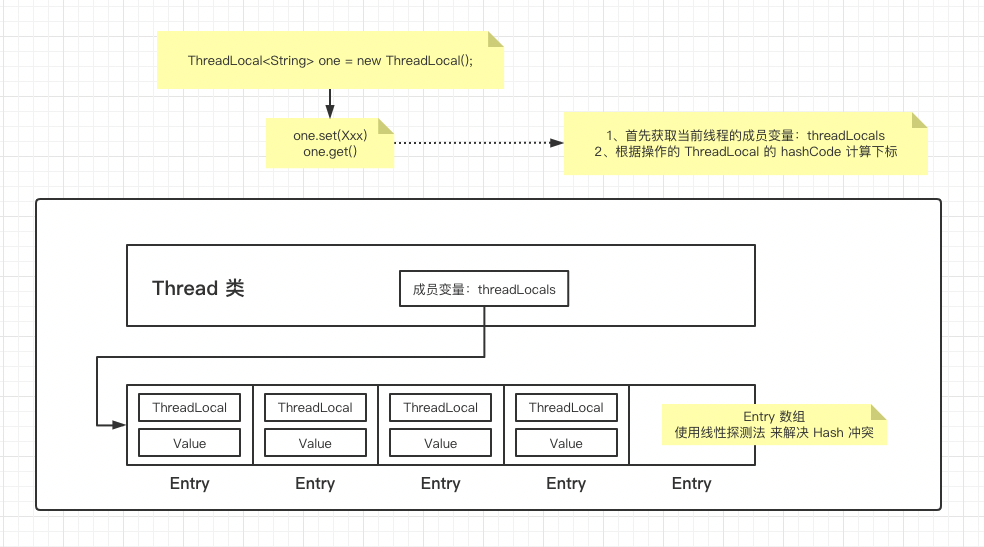 ThreadLocal<String> one = new ThreadLocal();
one.set(Xxx)
one.get()
1、首先获取当前线程的成员变量：threadLocals
2、根据操作的 ThreadLocal 的 hashCode 计算下标
Thread 类
成员变量：threadLocals
ThreadLocal
ThreadLocal
ThreadLocal
ThreadLocal
Value
Value
Value
Value
Entry 数组
使用线性探测法 来解决 Hash 冲突
Entry
Entry
Entry
Entry
Entry